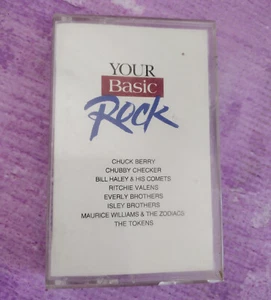 YOUR
Basic
Rock
CHUCK BERRY
CHUBBY CHECKER
BILL HALEY & HIS COMETS
RITCHIE VALENS
EVERLY BROTHERS
ISLEY BROTHERS
MAURICE WILLIAMS & THE ZODIACS
THE TOKENS